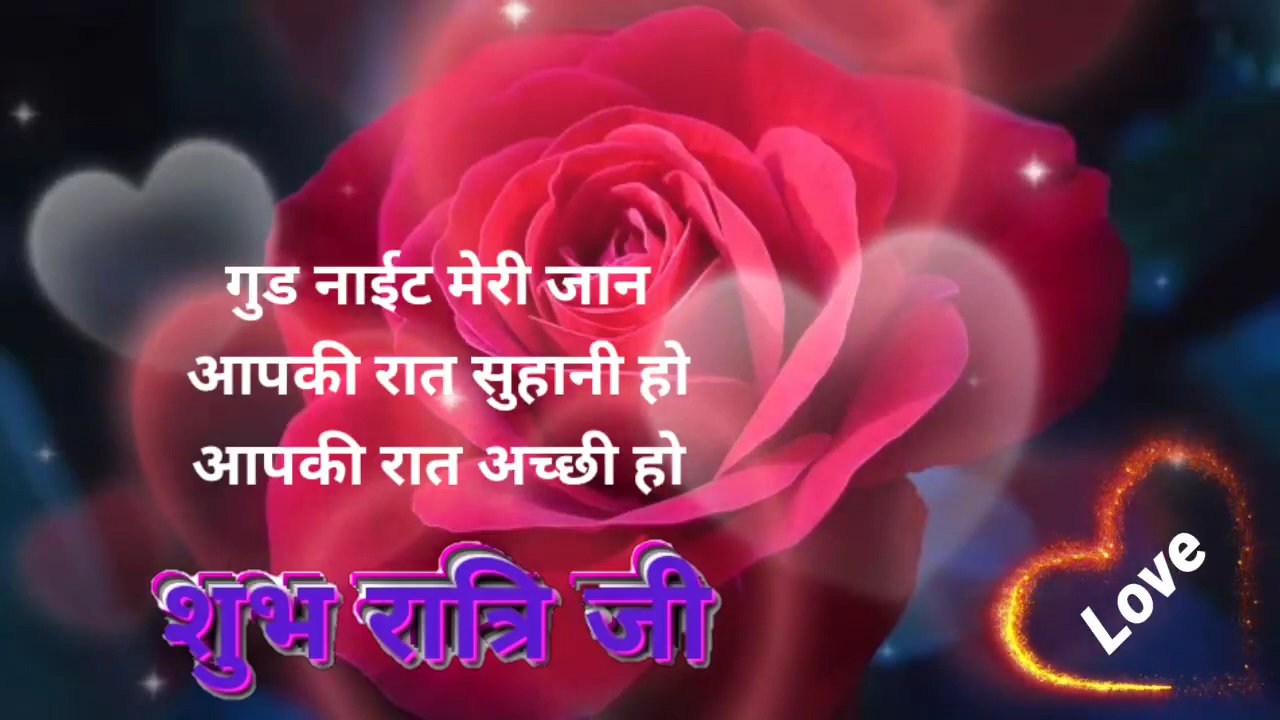 गुड नाईट मेरी जान
आपकी रात सुहानी हो
आपकी रात अच्छी हो
शुभ रात्रि जी
Love